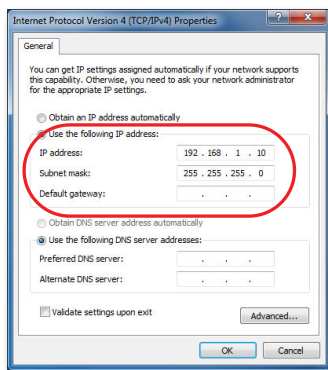 Internet Protocol Version 4 (TCP/IPv4) Properties
General
You can get IP settings assigned automatically if your network supports
this capability. Otherwise, you need to ask your network administrator
for the appropriate IP settings.
Obtain an IP address automatically
Use the following IP address:
IP address: 192 . 168 . 1 . 10
Subnet mask: 255 . 255 . 255 . 0
Default gateway: . . .
Obtain DNS server address automatically
Use the following DNS server addresses:
Preferred DNS server: . . .
Alternate DNS server: . . .
Validate settings upon exit
Advanced...
OK Cancel